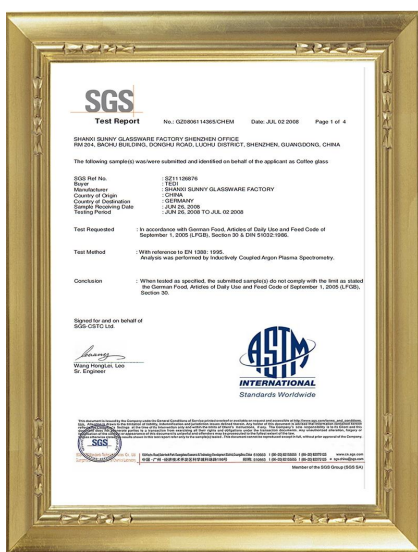 SGS
Test Report No.: GZ0806114365/CHEM Date: JUL 02 2008 Page 1 of 4
SHANXI SUNNY GLASSWARE FACTORY SHENZHEN OFFICE
RM 204, BAOHU BUILDING, DONGHU ROAD, LUOHU DISTRICT, SHENZHEN, GUANGDONG, CHINA
The following sample(s) was/were submitted and identified on behalf of the applicant as Coffee glass
SGS Ref No. : SZ11126876
Buyer : TEDI
Manufacturer : SHANXI SUNNY GLASSWARE FACTORY
Country of Origin : CHINA
Country of Destination : GERMANY
Sample Receiving Date : JUN 26, 2008
Testing Period : JUN 26, 2008 TO JUL 02 2008
Test Requested : In accordance with German Food, Articles of Daily Use and Feed Code of
September 1, 2005 (LFGB), Section 30 & DIN 51032:1986.
Test Method : With reference to EN 1388: 1995.
Analysis was performed by Inductively Coupled Argon Plasma Spectrometry.
Conclusion : When tested as specified, the submitted sample(s) do not comply with the limit as stated
the German Food, Articles of Daily Use and Feed Code of September 1, 2005 (LFGB),
Section 30.
Signed for and on behalf of
SGS-CSTC Ltd.
Wang HongLei, Leo
Sr. Engineer
ASTM
INTERNATIONAL
Standards Worldwide
SGS
Member of the SGS Group (SGS SA)